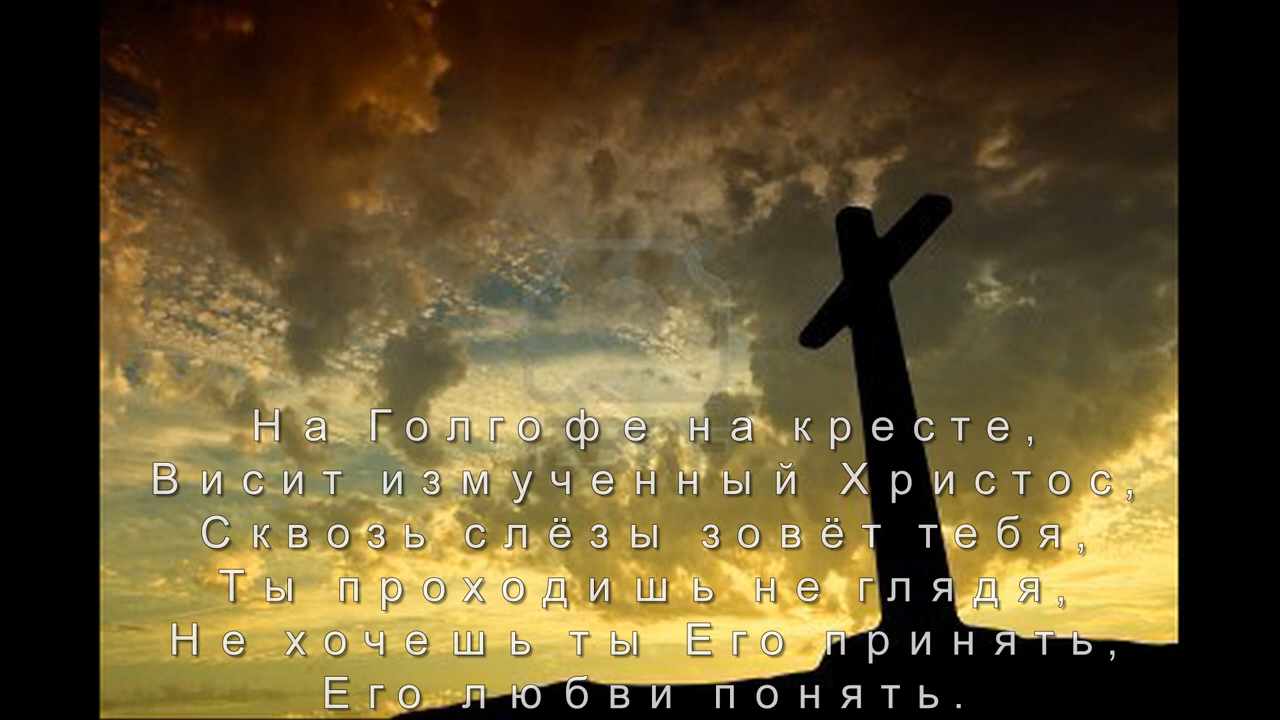 На Голгофе на кресте,
Висит измученный Христос,
Сквозь слёзы зовёт тебя,
Ты проходишь не глядя,
Не хочешь ты Его принять,
Его любви понять.